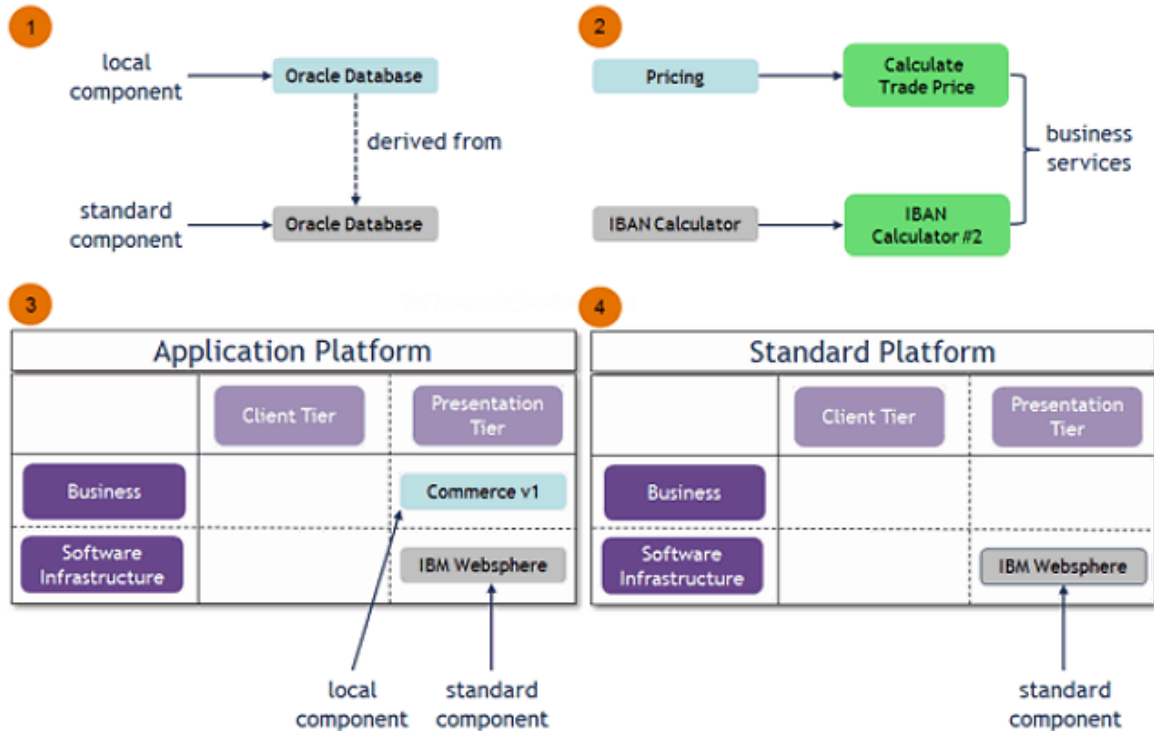 1
local
component
Oracle Database
derived from
standard
component
Oracle Database
2
Pricing
Calculate
Trade Price
business
services
IBAN Calculator
IBAN
Calculator #2
3
Application Platform
Client Tier
Presentation
Tier
Business
Commerce v1
Software
Infrastructure
IBM Websphere
local
component
standard
component
4
Standard Platform
Client Tier
Presentation
Tier
Business
Software
Infrastructure
IBM Websphere
standard
component